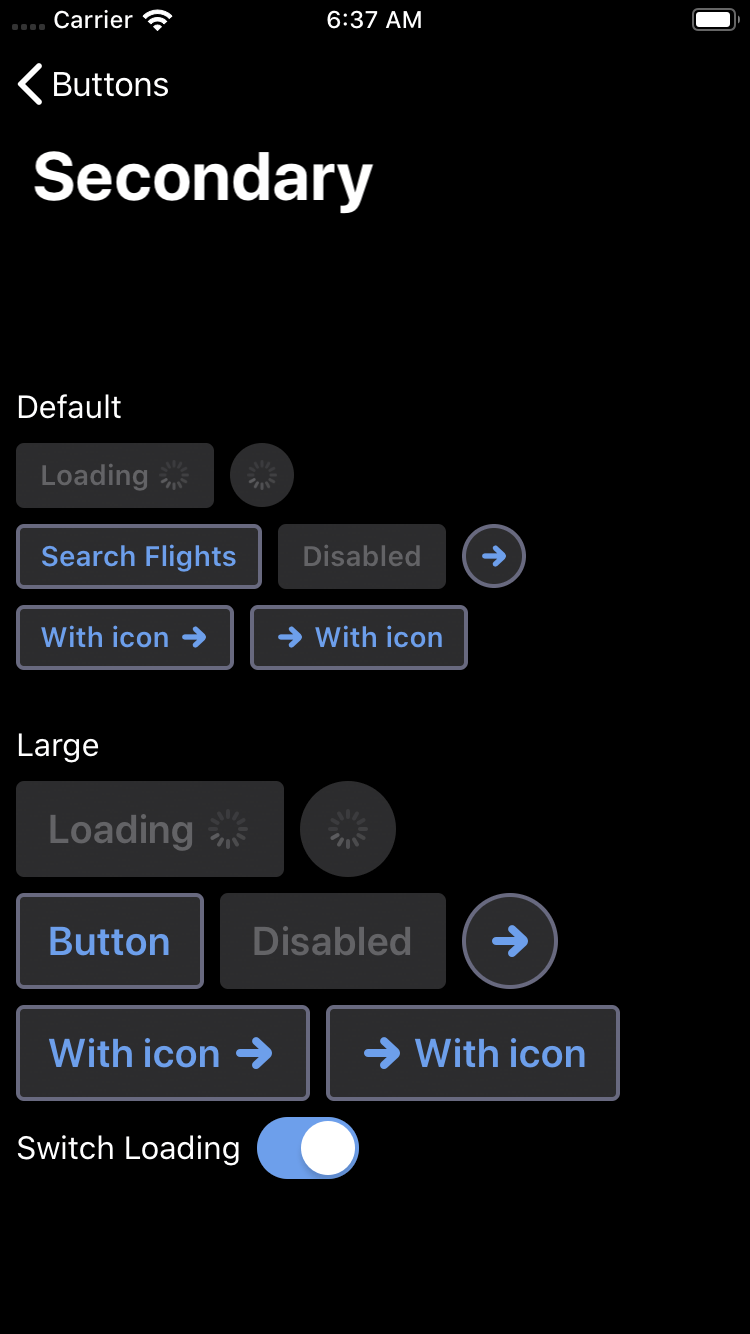 Carrier 6:37 AM
Buttons
Secondary
Default
Loading
Search Flights Disabled
With icon With icon
Large
Loading
Button Disabled
With icon With icon
Switch Loading